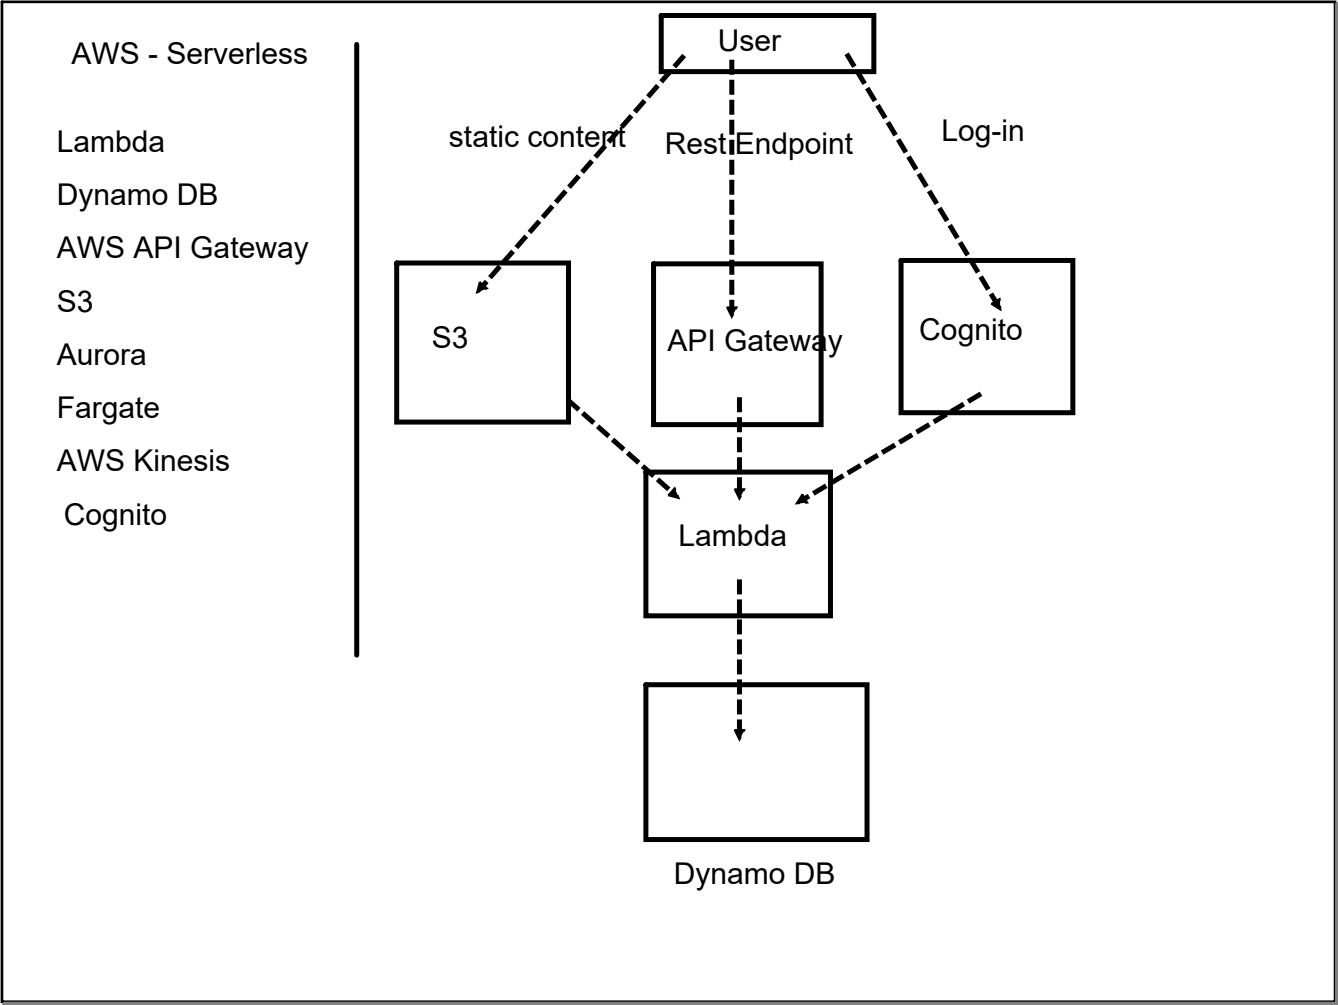 AWS - Serverless
Lambda
Dynamo DB
AWS API Gateway
S3
Aurora
Fargate
AWS Kinesis
Cognito
User
static content
Rest Endpoint
Log-in
S3
API Gateway
Cognito
Lambda
Dynamo DB